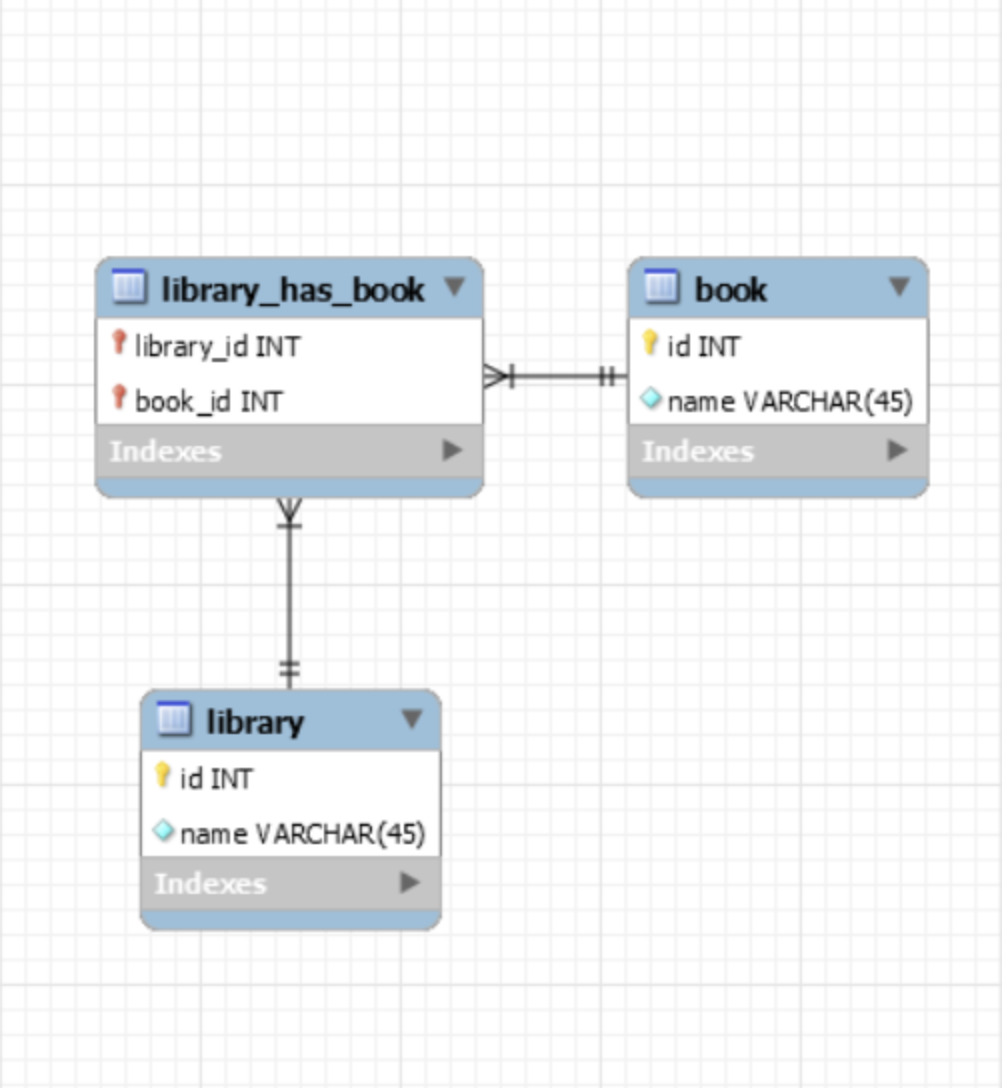 library_has_book
library_id INT
book_id INT
Indexes
book
id INT
name VARCHAR(45)
Indexes
library
id INT
name VARCHAR(45)
Indexes